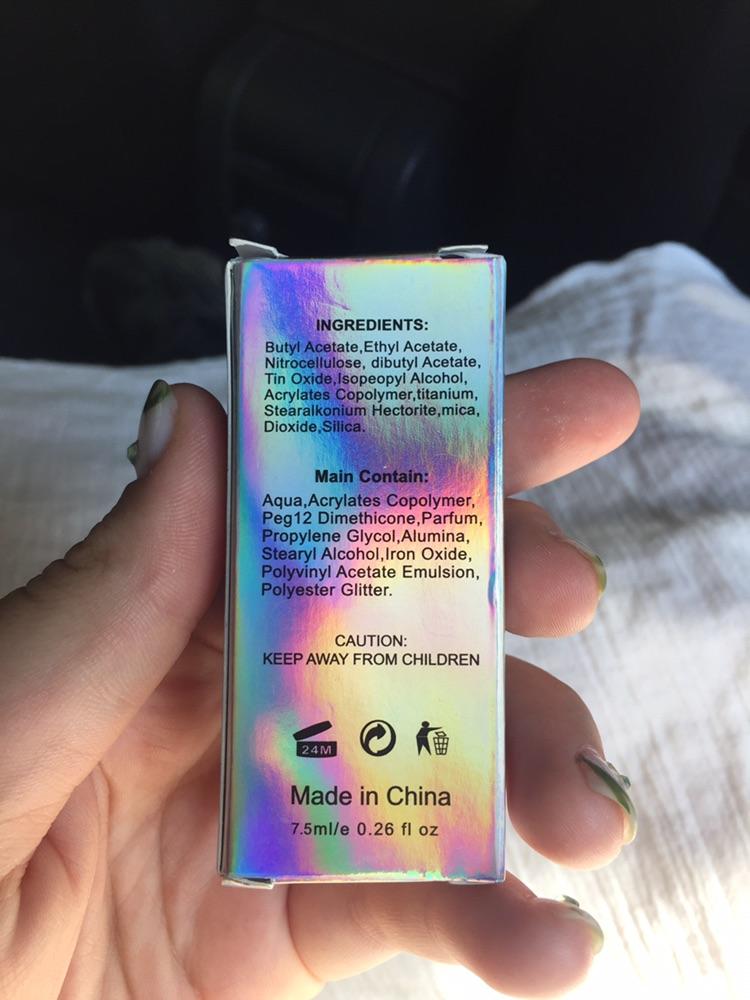 INGREDIENTS:
Butyl Acetate,Ethyl Acetate,
Nitrocellulose, dibutyl Acetate,
Tin Oxide,Isopeopyl Alcohol,
Acrylates Copolymer,titanium,
Stearalkonium Hectorite,mica,
Dioxide,Silica.
Main Contain:
Aqua,Acrylates Copolymer,
Peg12 Dimethicone,Parfum,
Propylene Glycol,Alumina,
Stearyl Alcohol,Iron Oxide,
Polyvinyl Acetate Emulsion,
Polyester Glitter.
CAUTION:
KEEP AWAY FROM CHILDREN
24M
Made in China
7.5ml/e 0.26 fl oz